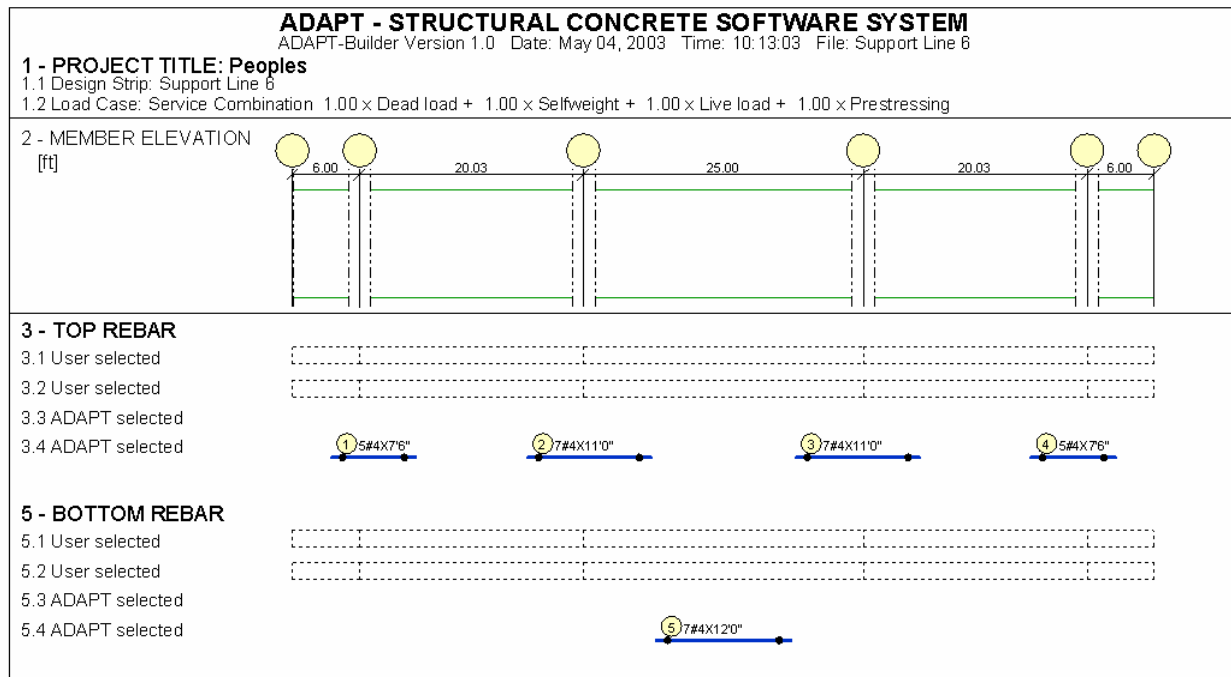 ADAPT - STRUCTURAL CONCRETE SOFTWARE SYSTEM
ADAPT-Builder Version 1.0 Date: May 04, 2003 Time: 10:13:03 File: Support Line 6
1 - PROJECT TITLE: Peoples
1.1 Design Strip: Support Line 6
1.2 Load Case: Service Combination 1.00 x Dead load + 1.00 x Selfweight + 1.00 x Live load + 1.00 x Prestressing
2 - MEMBER ELEVATION
[ft]
6.00 20.03 25.00 20.03 6.00
3 - TOP REBAR
3.1 User selected
3.2 User selected
3.3 ADAPT selected
3.4 ADAPT selected
1 5#4X7'6" 2 7#4X11'0" 3 7#4X11'0" 4 5#4X7'6"
5 - BOTTOM REBAR
5.1 User selected
5.2 User selected
5.3 ADAPT selected
5.4 ADAPT selected
5 7#4X12'0"